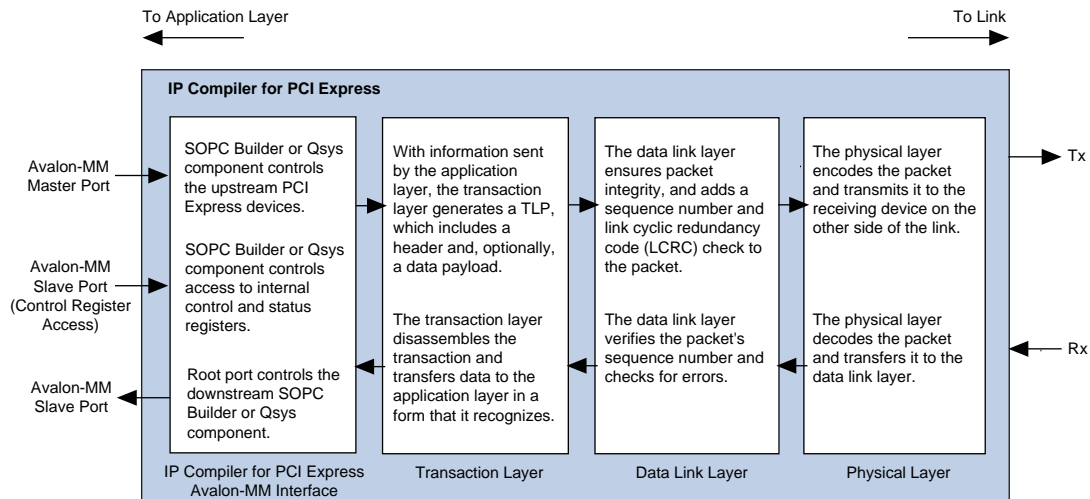 To Application Layer
To Link
IP Compiler for PCI Express
Avalon-MM
Master Port
Avalon-MM
Slave Port
(Control Register
Access)
Avalon-MM
Slave Port
SOPC Builder or Qsys
component controls
the upstream PCI
Express devices.
SOPC Builder or Qsys
component controls
access to internal
control and status
registers.
Root port controls the
downstream SOPC
Builder or Qsys
component.
IP Compiler for PCI Express
Avalon-MM Interface
With information sent
by the application
layer, the transaction
layer generates a TLP,
which includes a
header and, optionally,
a data payload.
The transaction layer
disassembles the
transaction and
transfers data to the
application layer in a
form that it recognizes.
Transaction Layer
The data link layer
ensures packet
integrity, and adds a
sequence number and
link cyclic redundancy
code (LCRC) check to
the packet.
The data link layer
verifies the packet's
sequence number and
checks for errors.
Data Link Layer
The physical layer
encodes the packet
and transmits it to the
receiving device on the
other side of the link.
The physical layer
decodes the packet
and transfers it to the
data link layer.
Physical Layer
Tx
Rx